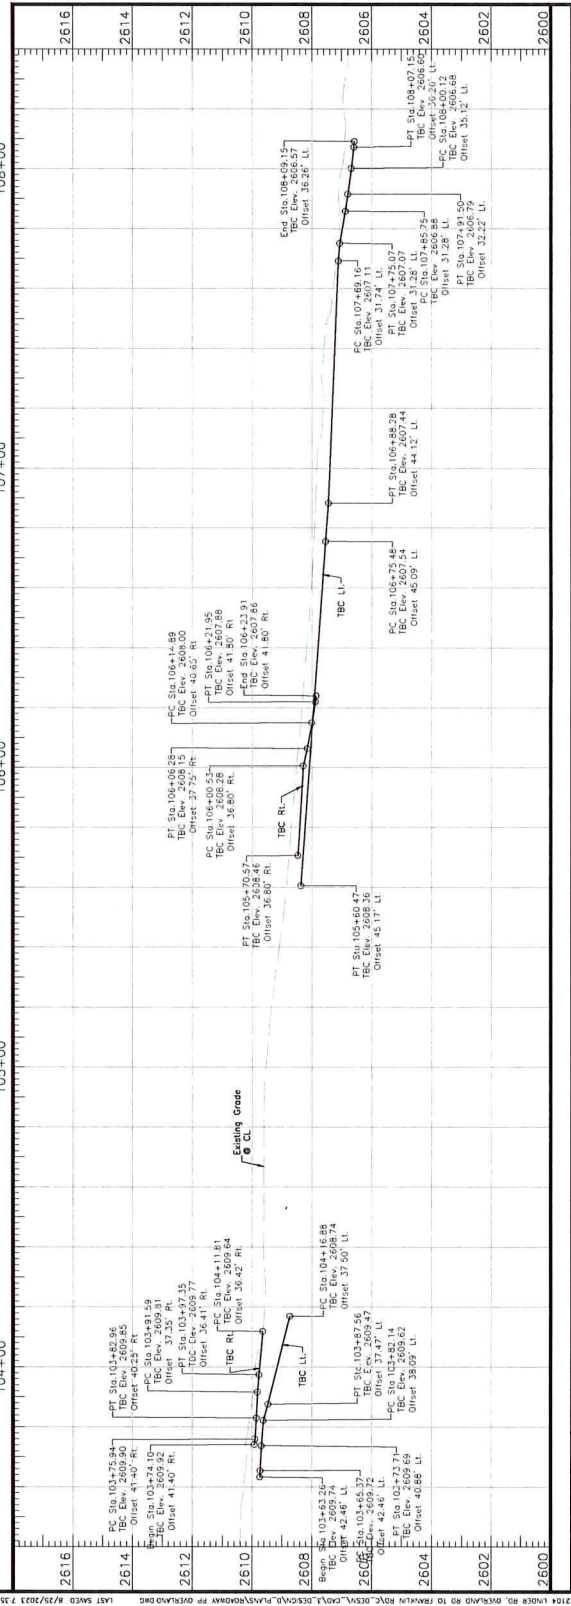 104+00
105+00
106+00
107+00
108+00
2616
2614
2612
2610
2608
2606
2604
2602
2600
2616
2614
2612
2610
2608
2606
2604
2602
2600
PC Sta.103+75.94
TBC Elev. 2609.90
Offset 41.40' Rt.
Begin Sta.103+74.10
TBC Elev. 2609.92
Offset 41.40' Rt.
PT Sta.103+82.96
TBC Elev. 2609.85
Offset 40.25' Rt.
PC Sta.103+91.59
TBC Elev. 2609.81
Offset 37.35' Rt.
PT Sta.103+97.35
TBC Elev. 2609.77
Offset 36.41' Rt.
PC Sta.104+11.81
TBC Elev. 2609.64
Offset 36.42' Rt.
TBC Rt.
TBC Lt.
Begin Sta.103+63.26
TBC Elev. 2609.74
Offset 42.46' Lt.
PC Sta.103+65.37
TBC Elev. 2609.72
Offset 42.46' Lt.
PT Sta.103+73.71
TBC Elev. 2609.69
Offset 40.88' Lt.
PC Sta.103+82.14
TBC Elev. 2609.62
Offset 38.09' Lt.
PT Sta.103+87.56
TBC Elev. 2609.47
Offset 37.47' Lt.
PC Sta.104+16.88
TBC Elev. 2608.74
Offset 37.50' Lt.
Existing Grade
@ CL
PT Sta.105+70.57
TBC Elev. 2608.46
Offset 36.80' Rt.
PT Sta.105+60.47
TBC Elev. 2608.36
Offset 45.17' Lt.
TBC Rt.
PC Sta.106+00.53
TBC Elev. 2608.28
Offset 36.80' Rt.
PT Sta.106+06.28
TBC Elev. 2608.15
Offset 37.75' Rt.
PC Sta.106+14.89
TBC Elev. 2608.00
Offset 40.65' Rt
PT Sta.106+21.95
TBC Elev. 2607.88
Offset 41.80' Rt.
End Sta.106+23.91
TBC Elev. 2607.86
Offset 41.80' Rt.
TBC Lt.
PC Sta.106+75.48
TBC Elev. 2607.54
Offset 45.09' Lt.
PT Sta.106+88.28
TBC Elev. 2607.44
Offset 44.12' Lt.
PC Sta.107+69.16
TBC Elev. 2607.11
Offset 31.74' Lt.
PT Sta.107+75.07
TBC Elev. 2607.07
Offset 31.28' Lt.
PC Sta.107+85.75
TBC Elev. 2606.88
Offset 31.28' Lt.
PT Sta.107+91.50
TBC Elev. 2606.79
Offset 32.22' Lt.
End Sta.108+09.15
TBC Elev. 2606.57
Offset 36.26' Lt.
PT Sta.108+07.15
TBC Elev. 2606.60
Offset 36.26' Lt.
PC Sta.108+00.12
TBC Elev. 2606.68
Offset 35.12' Lt.
2104 LINDER RD, OVERLAND RD TO FRANKLIN RD\C_DESN\_CAD\_3_DESIGN\D_PLANS\ROADWAY PP OVERLAND.DWG
LAST SAVED 8/25/2023 7:35